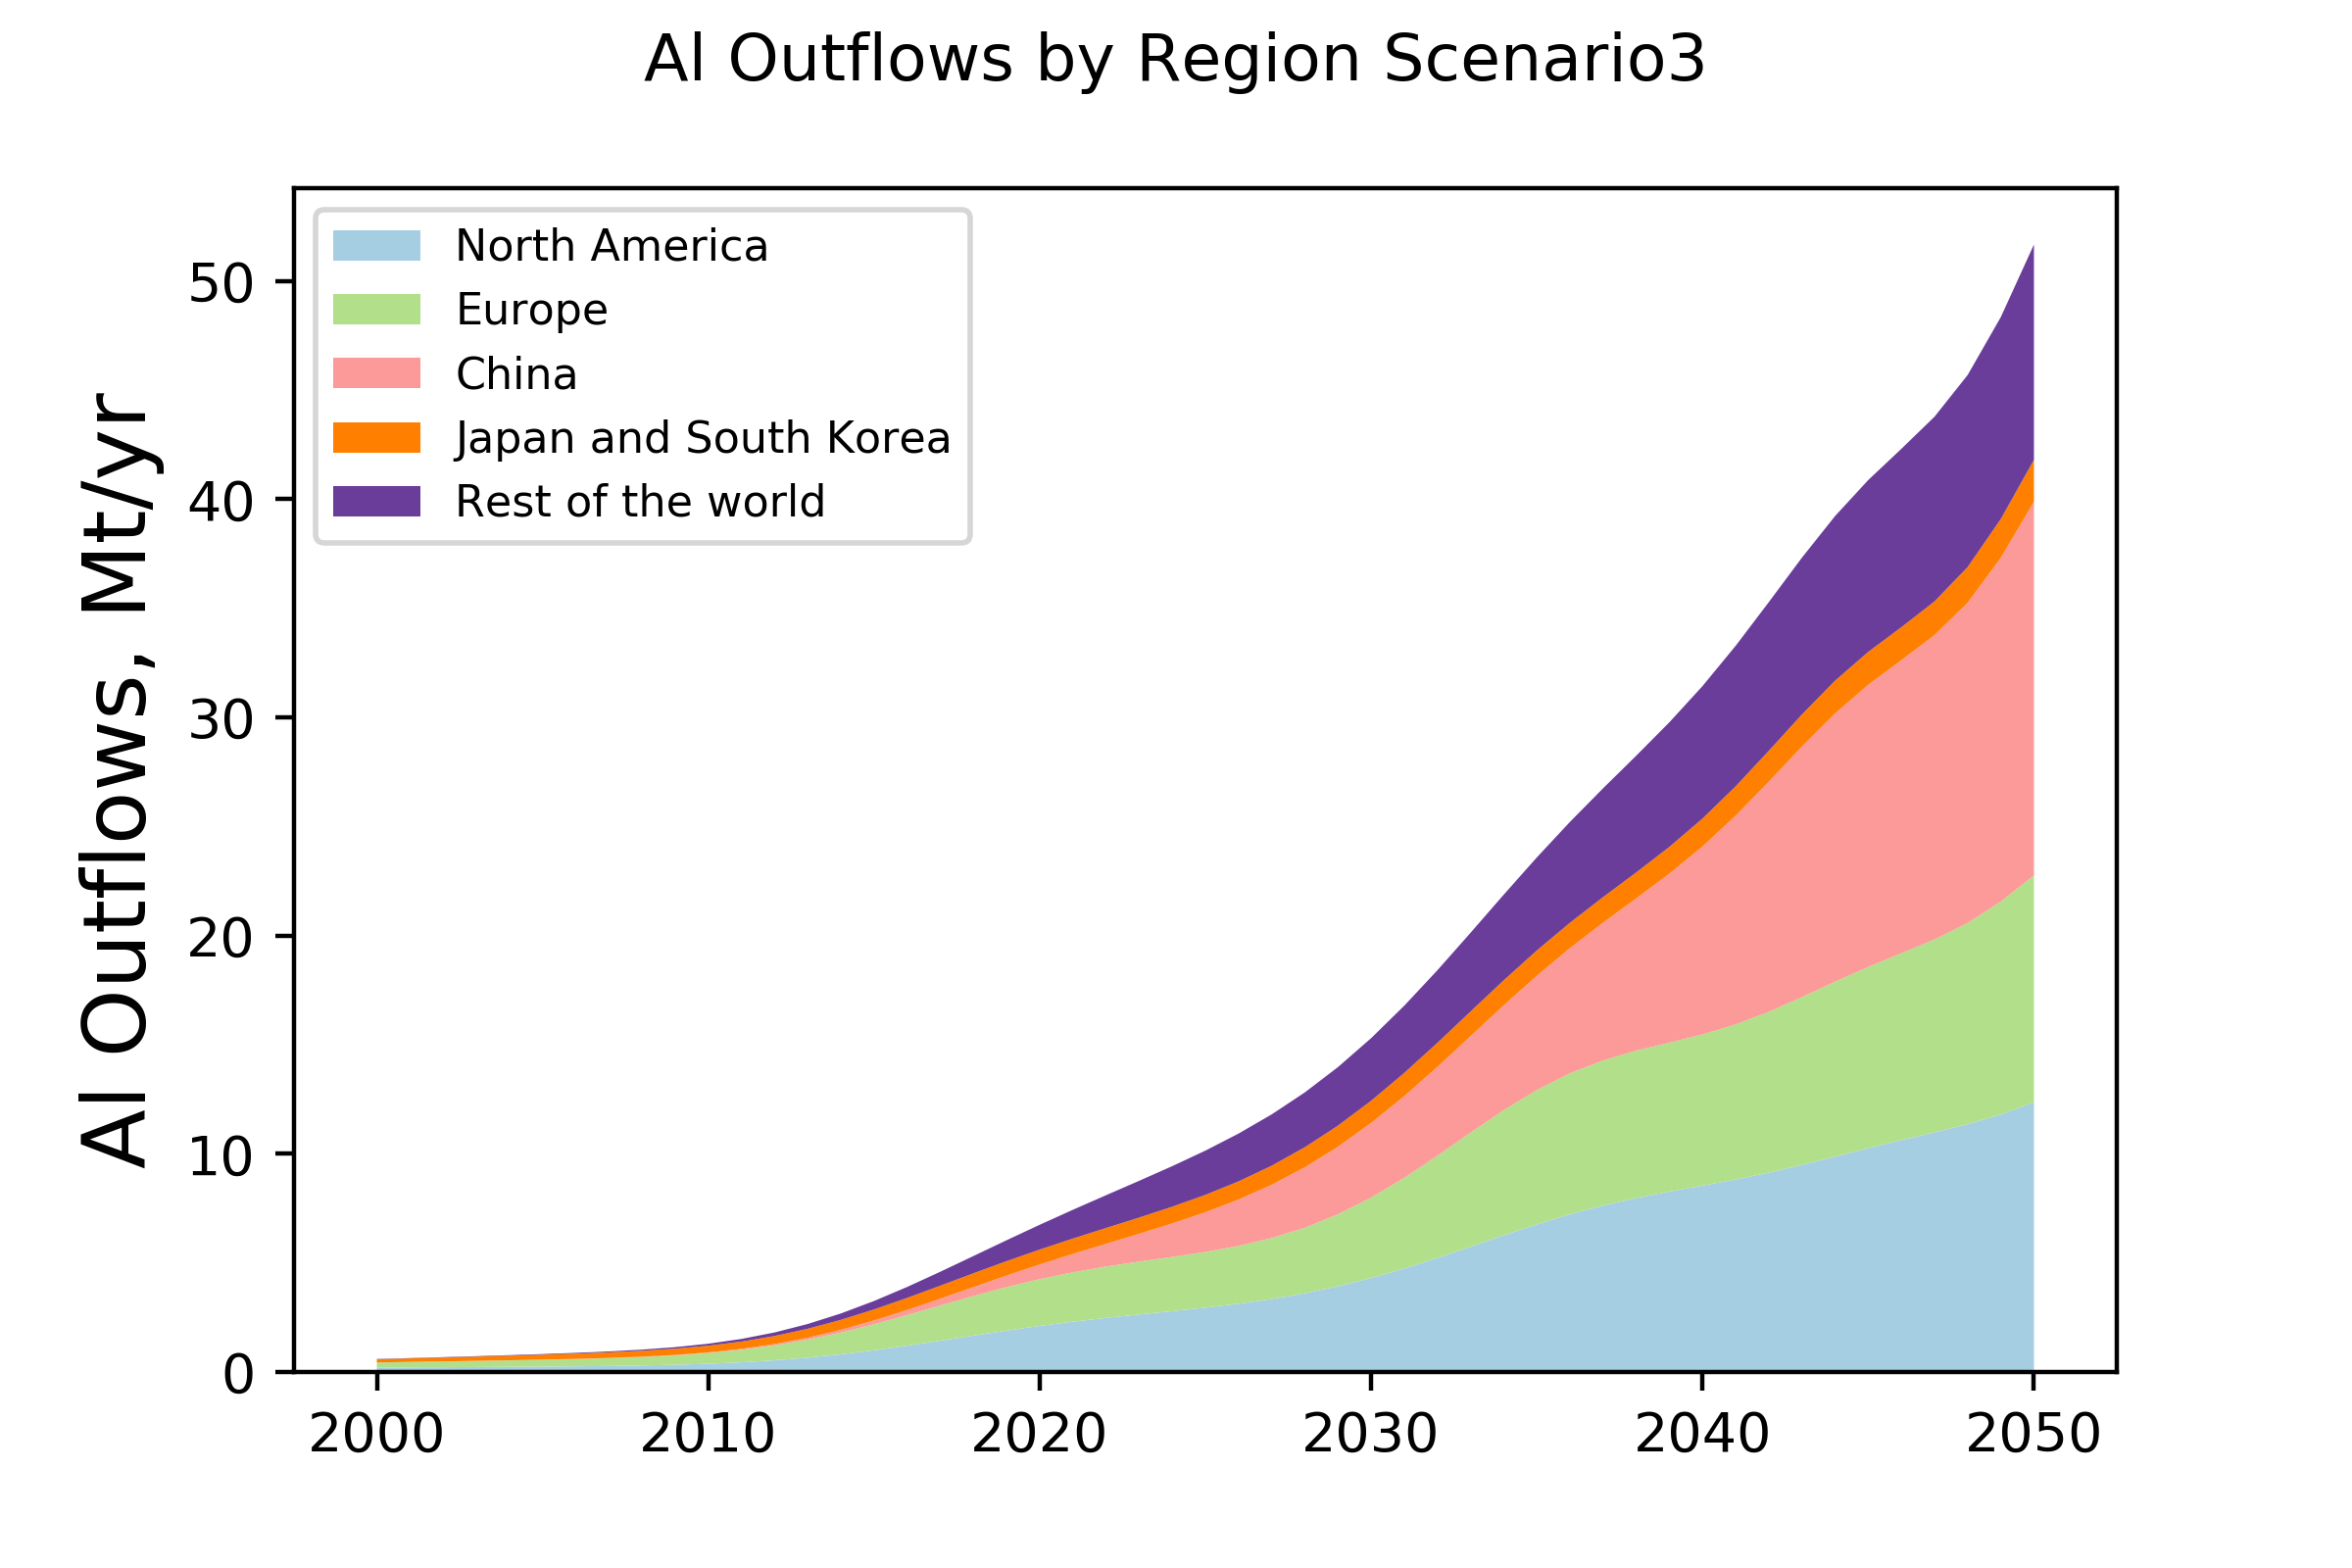 Al Outflows by Region Scenario3
Al Outflows, Mt/yr
50
40
30
20
10
0
North America
Europe
China
Japan and South Korea
Rest of the world
2000 2010 2020 2030 2040 2050